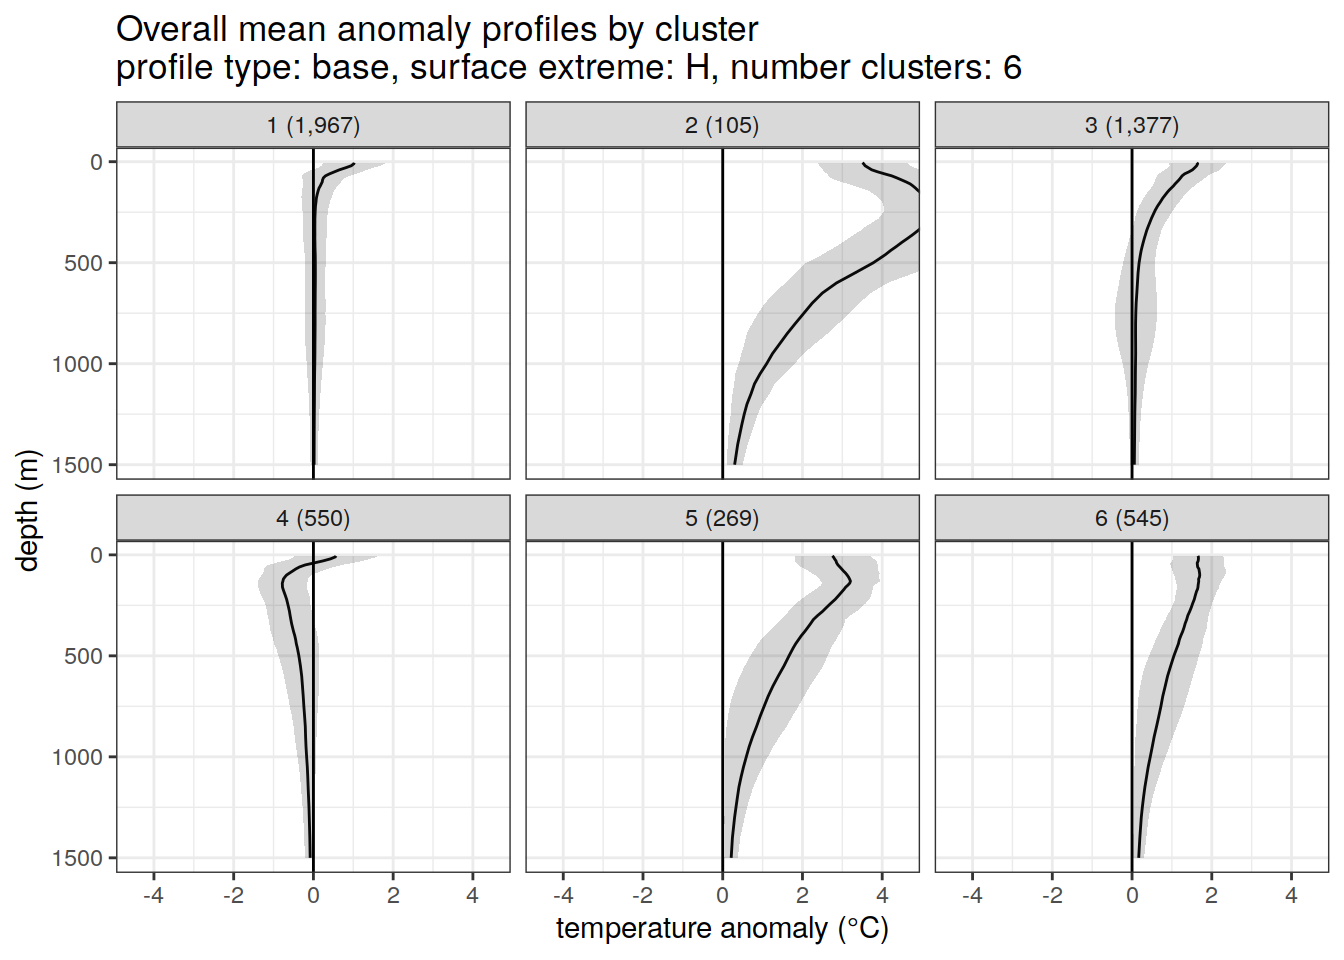 Overall mean anomaly profiles by cluster
profile type: base, surface extreme: H, number clusters: 6
1 (1,967)
2 (105)
3 (1,377)
0
500
1000
1500
4 (550)
5 (269)
6 (545)
0
500
1000
1500
depth (m)
-4 -2 0 2 4
-4 -2 0 2 4
-4 -2 0 2 4
temperature anomaly (°C)